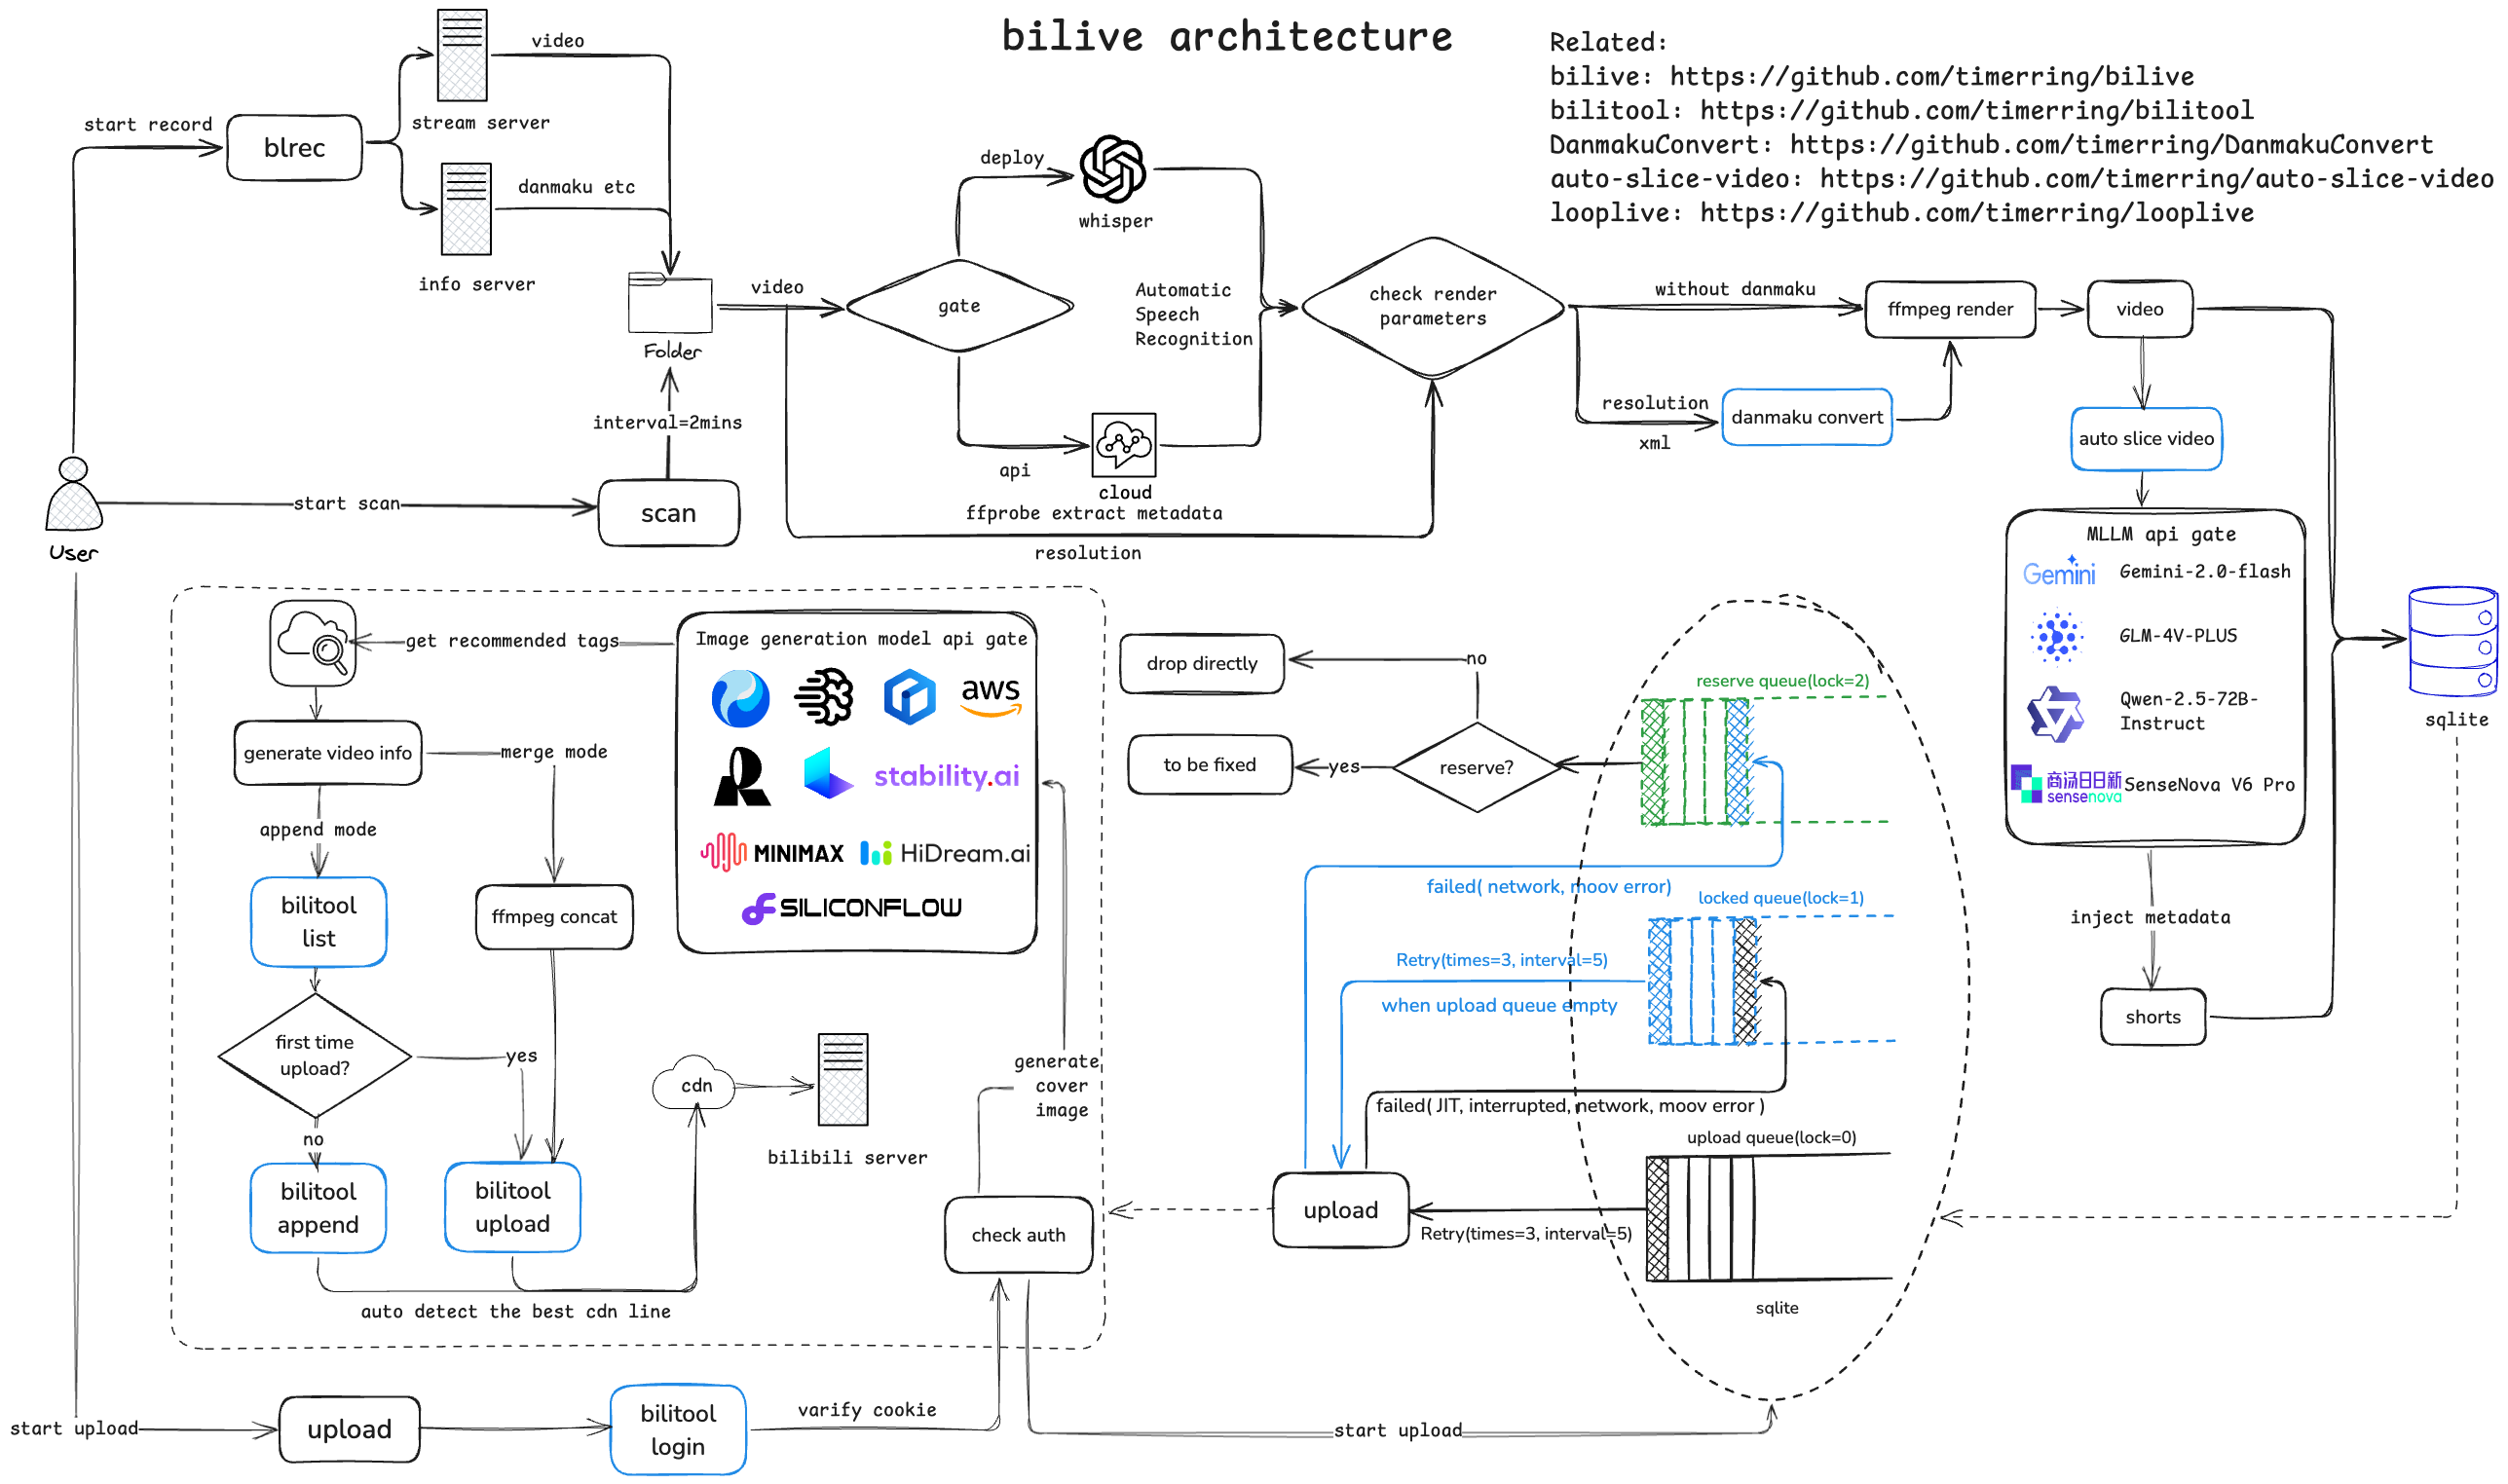 bilive architecture
Related:
bilive: https://github.com/timerring/bilive
bilitool: https://github.com/timerring/bilitool
DanmakuConvert: https://github.com/timerring/DanmakuConvert
auto-slice-video: https://github.com/timerring/auto-slice-video
looplive: https://github.com/timerring/looplive
start record
blrec
video
stream server
danmaku etc
info server
Folder
interval=2mins
scan
start scan
User
video
gate
deploy
whisper
Automatic
Speech
Recognition
api
cloud
ffprobe extract metadata
resolution
check render
parameters
without danmaku
resolution
xml
danmaku convert
ffmpeg render
video
auto slice video
MLLM api gate
Gemini
Gemini-2.0-flash
GLM-4V-PLUS
Qwen-2.5-72B-
Instruct
商汤日日新
sensenova
SenseNova V6 Pro
inject metadata
shorts
sqlite
get recommended tags
Image generation model api gate
aws
stability.ai
MINIMAX
HiDream.ai
SILICONFLOW
generate video info
merge mode
append mode
bilitool
list
ffmpeg concat
first time
upload?
yes
no
bilitool
append
bilitool
upload
auto detect the best cdn line
cdn
bilibili server
generate
cover
image
check auth
drop directly
no
to be fixed
yes
reserve?
reserve queue(lock=2)
failed( network, moov error)
locked queue(lock=1)
Retry(times=3, interval=5)
when upload queue empty
failed( JIT, interrupted, network, moov error )
upload queue(lock=0)
upload
Retry(times=3, interval=5)
sqlite
start upload
upload
bilitool
login
varify cookie
start upload